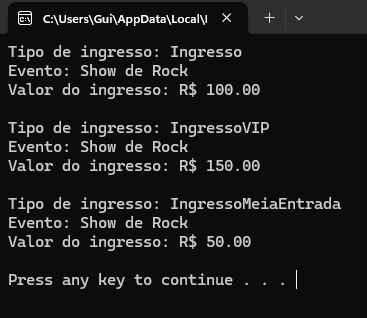 C:\Users\Gui\AppData\Local\I
Tipo de ingresso: Ingresso
Evento: Show de Rock
Valor do ingresso: R$ 100.00
Tipo de ingresso: IngressoVIP
Evento: Show de Rock
Valor do ingresso: R$ 150.00
Tipo de ingresso: IngressoMeiaEntrada
Evento: Show de Rock
Valor do ingresso: R$ 50.00
Press any key to continue . . .